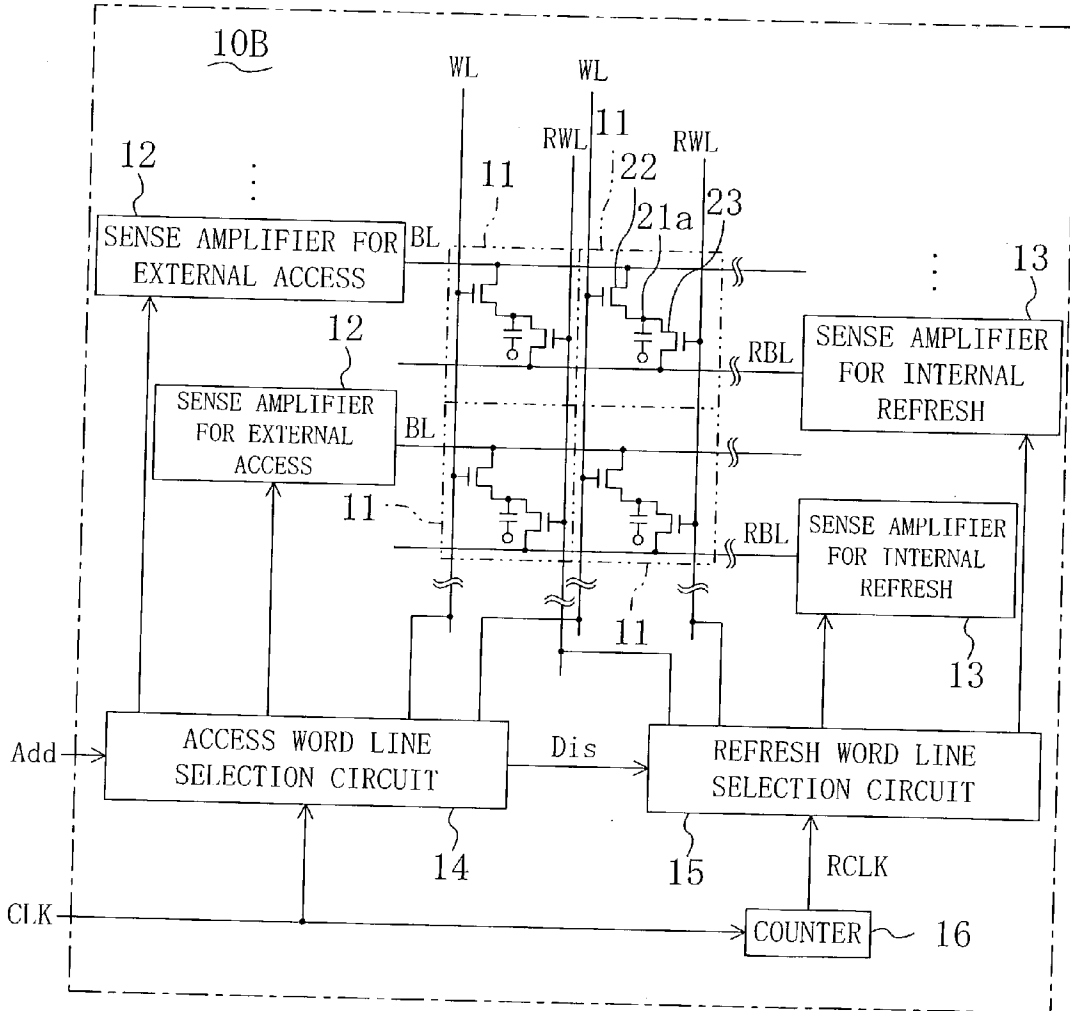 10B
WL
WL
RWL
11
RWL
12
11
22
21a
23
SENSE AMPLIFIER FOR
EXTERNAL ACCESS
BL
13
12
SENSE AMPLIFIER
FOR INTERNAL
REFRESH
RBL
SENSE AMPLIFIER
FOR EXTERNAL
ACCESS
BL
11
RBL
SENSE AMPLIFIER
FOR INTERNAL
REFRESH
11
13
Add
ACCESS WORD LINE
SELECTION CIRCUIT
Dis
REFRESH WORD LINE
SELECTION CIRCUIT
14
15
RCLK
CLK
COUNTER
16